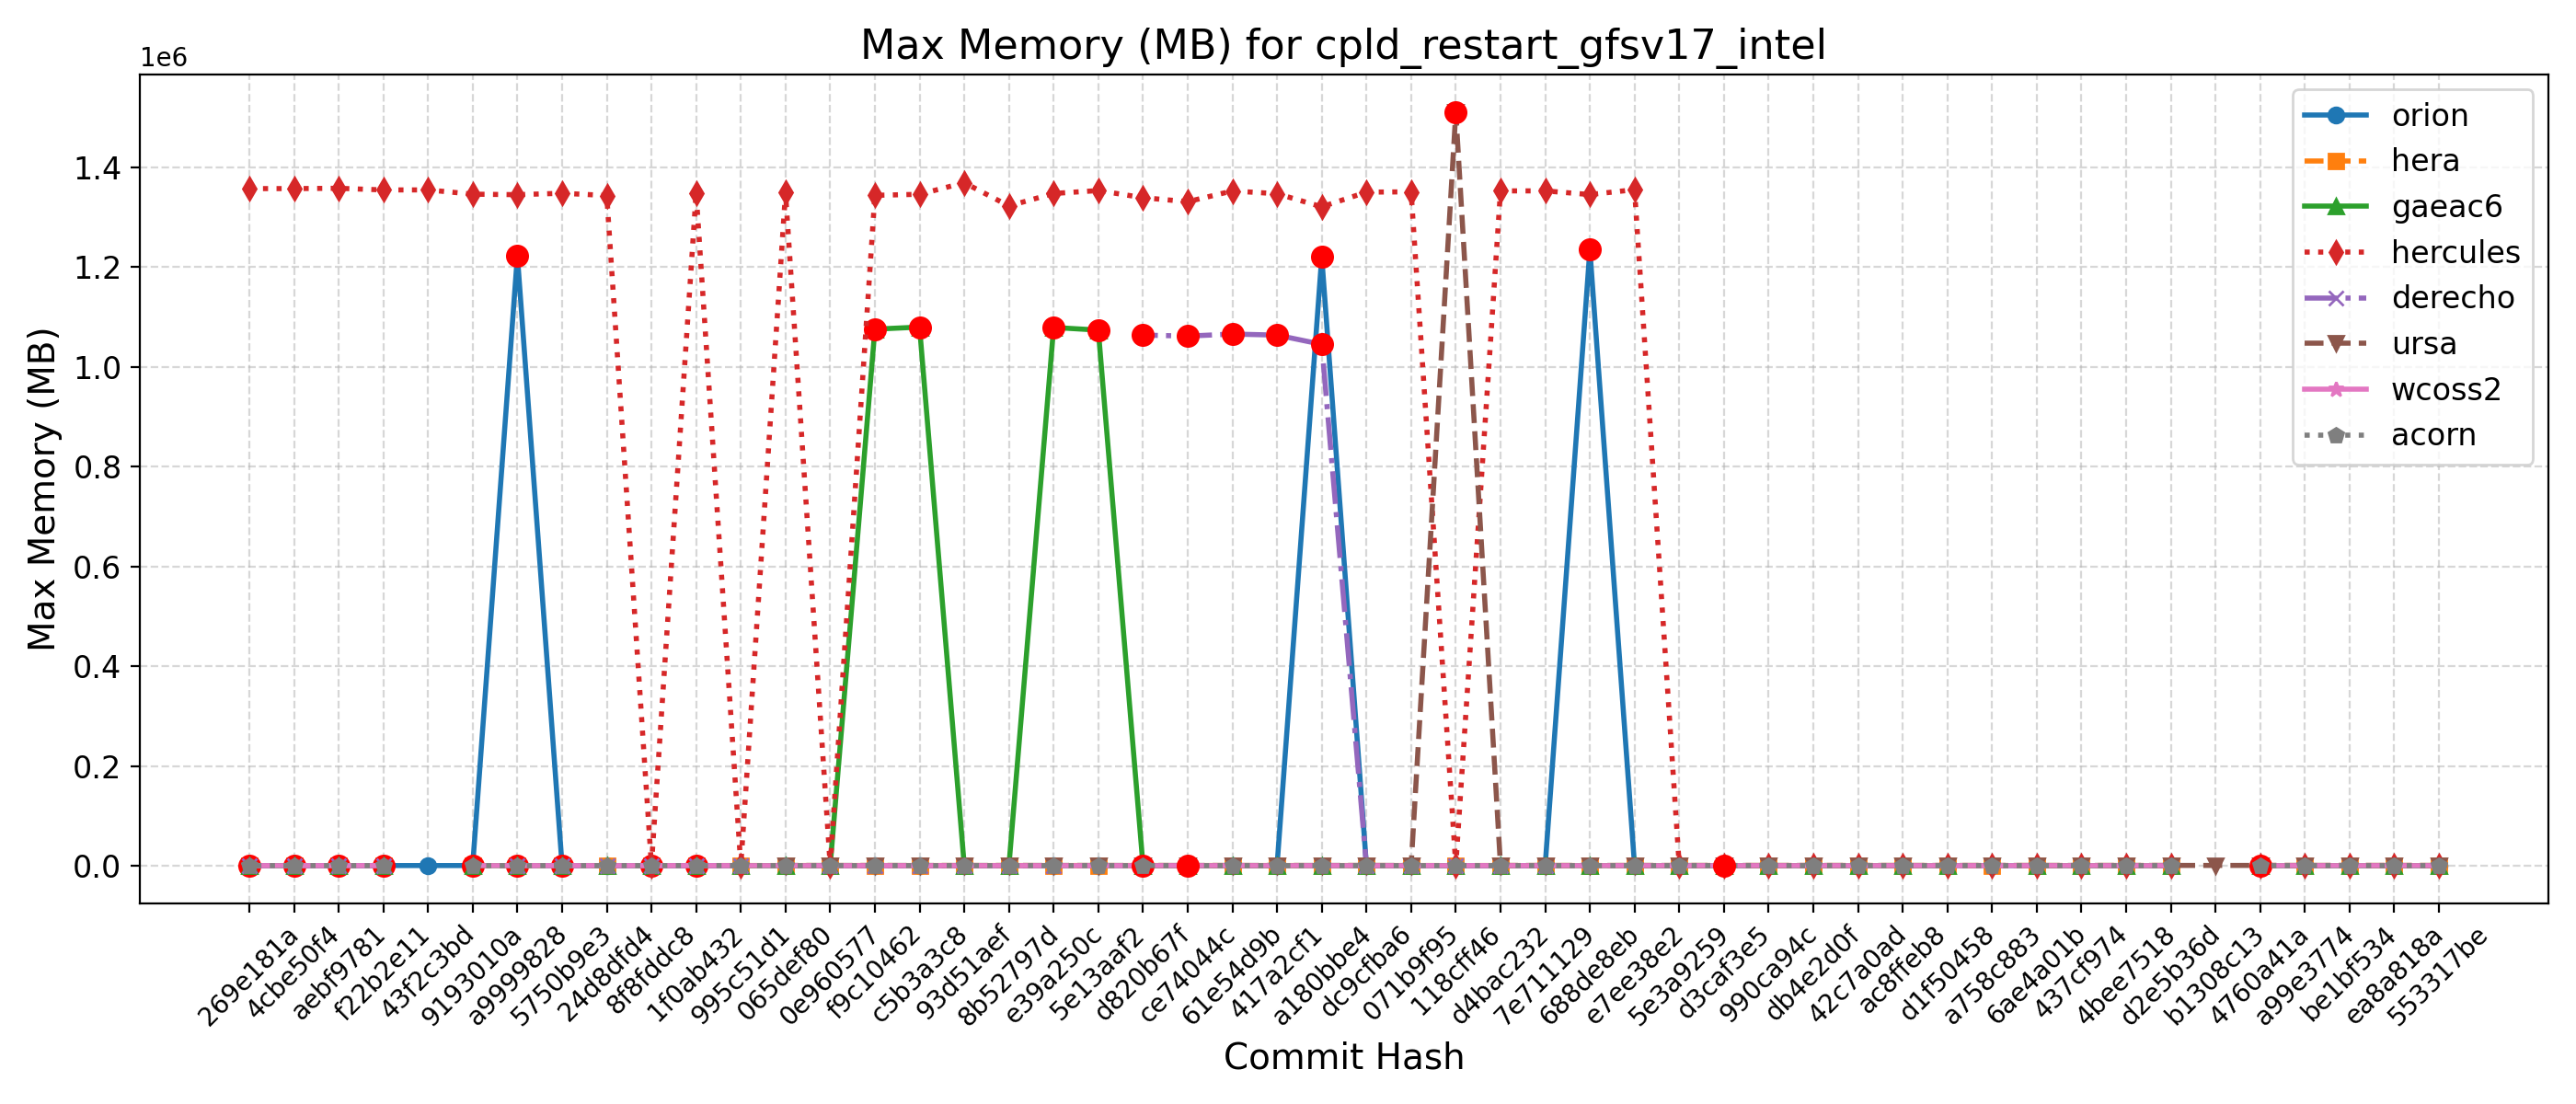 Max Memory (MB) for cpld_restart_gfsv17_intel
1e6
1.4
1.2
1.0
0.8
0.6
0.4
0.2
0.0
Max Memory (MB)
orion
hera
gaeac6
hercules
derecho
ursa
wcoss2
acorn
269e181a
4cbe50f4
aebf9781
f22b2e11
43f2c3bd
9193010a
a9999828
5750b9e3
24d8dfd4
8f8fddc8
1f0ab432
995c51d1
065def80
0e960577
f9c10462
c5b3a3c8
93d51aef
8b52797d
e39a250c
5e13aaf2
d820b67f
ce74044c
61e54d9b
417a2cf1
a180bbe4
dc9cfba6
071b9f95
118cff46
d4bac232
7e711129
688de8eb
e7ee38e2
5e3a9259
d3caf3e5
990ca94c
db4e2d0f
42c7a0ad
ac8ffeb8
d1f50458
a758c883
6ae4a01b
437cf974
4bee7518
d2e5b36d
b1308c13
4760a41a
a99e3774
be1bf534
ea8a818a
553317be
Commit Hash